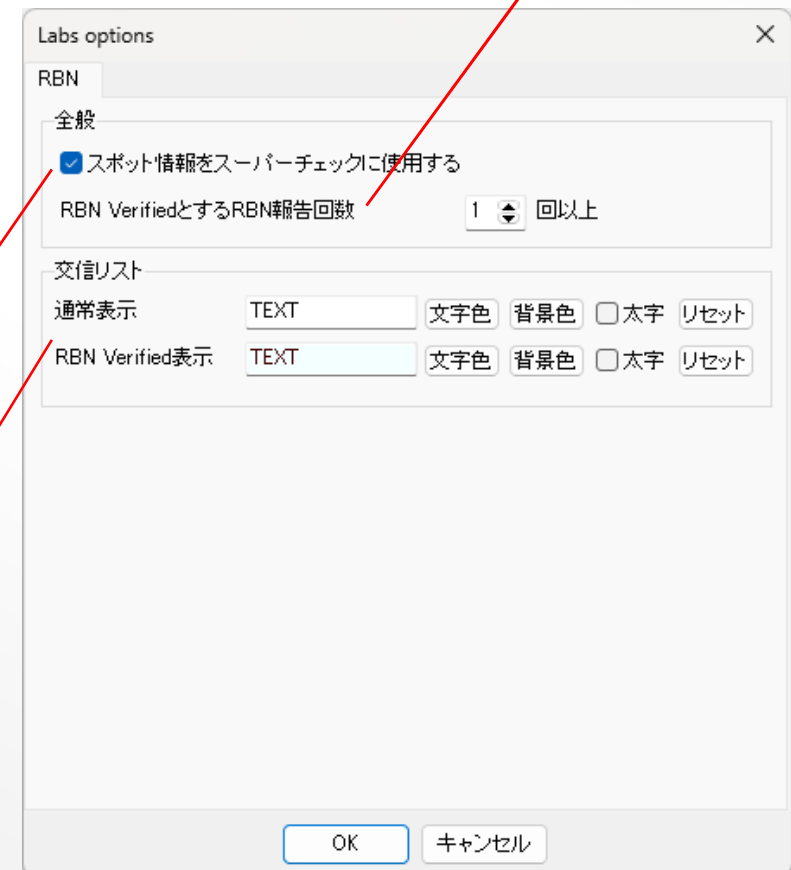 Labs options
RBN
全般
スポット情報をスーパーチェックに使用する
RBN VerifiedとするRBN報告回数 1 回以上
交信リスト
通常表示 TEXT 文字色 背景色 太字 リセット
RBN Verified表示 TEXT 文字色 背景色 太字 リセット
OK キャンセル